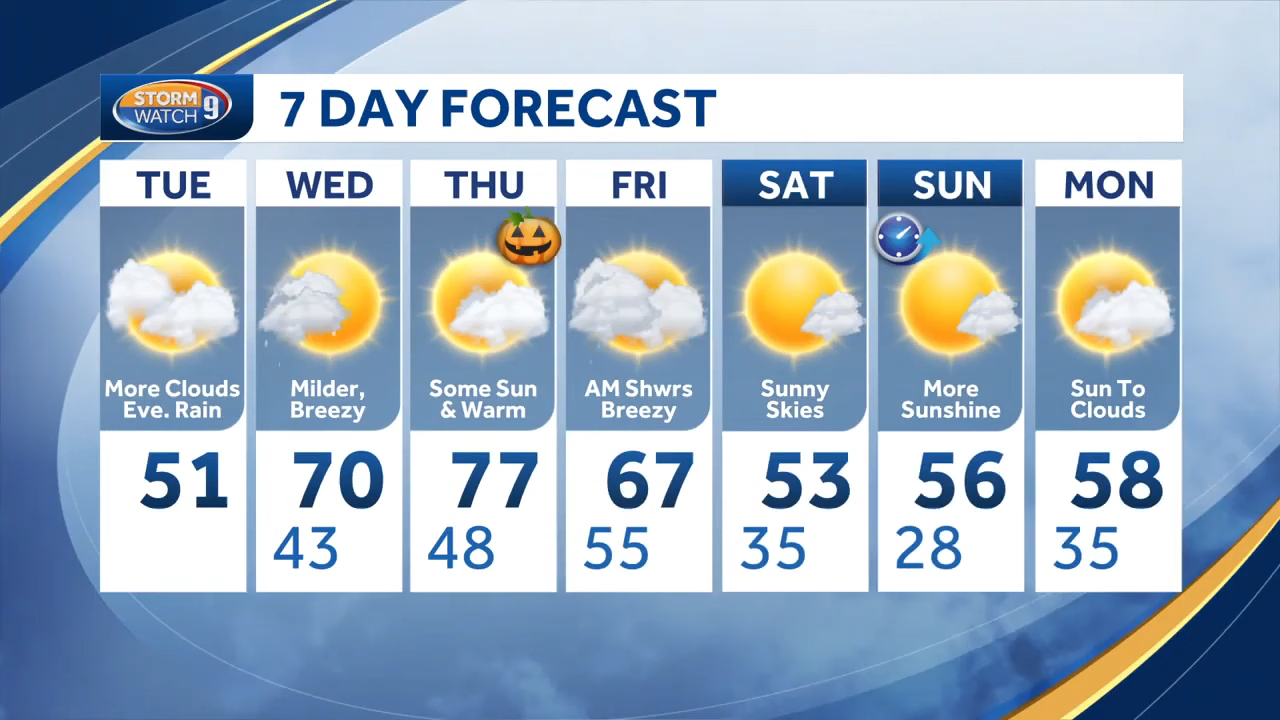 STORM
WATCH 9
7 DAY FORECAST
TUE WED THU FRI SAT SUN MON
More Clouds
Eve. Rain
Milder,
Breezy
Some Sun
& Warm
AM Shwrs
Breezy
Sunny
Skies
More
Sunshine
Sun To
Clouds
51 70 77 67 53 56 58
43 48 55 35 28 35